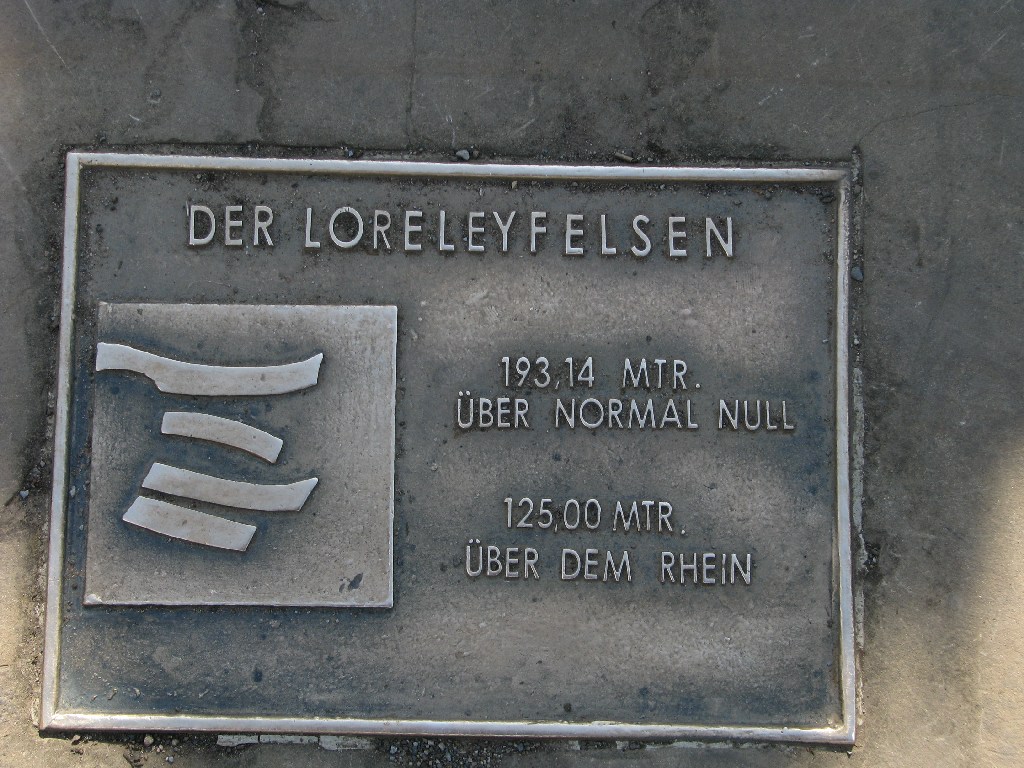 DER LORELEYFELSEN
193,14 MTR.
ÜBER NORMAL NULL
125,00 MTR.
ÜBER DEM RHEIN